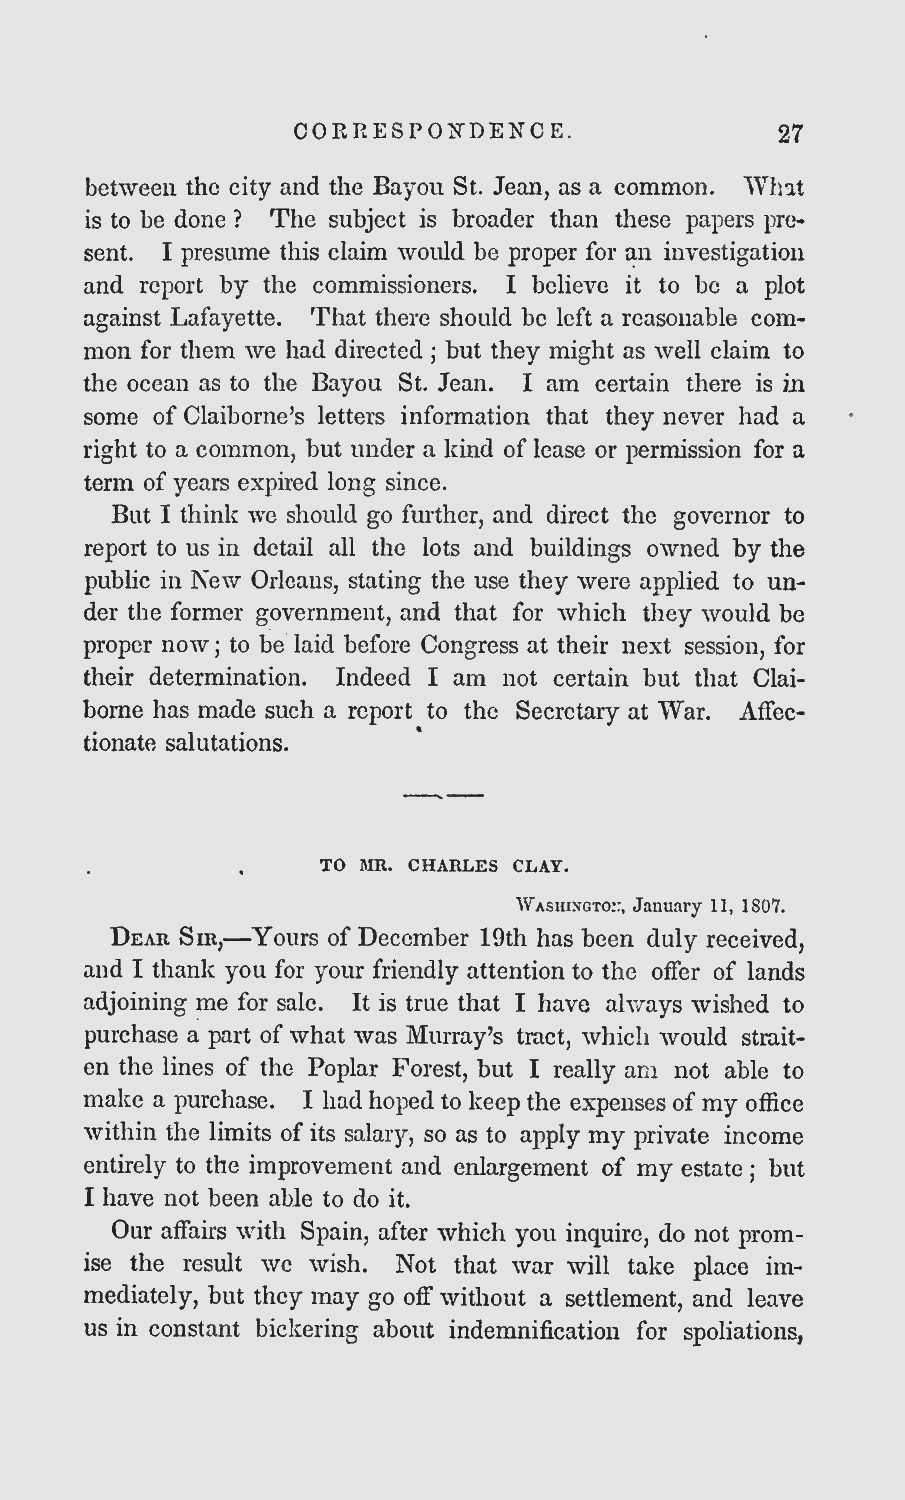 CORRESPONDENCE. 27
between the city and the Bayou St. Jean, as a common. What
is to be done? The subject is broader than these papers pre-
sent. I presume this claim would be proper for an investigation
and report by the commissioners. I believe it to be a plot
against Lafayette. That there should be left a reasonable com-
mon for them we had directed; but they might as well claim to
the ocean as to the Bayou St. Jean. I am certain there is in
some of Claiborne's letters information that they never had a
right to a common, but under a kind of lease or permission for a
term of years expired long since.
But I think we should go further, and direct the governor to
report to us in detail all the lots and buildings owned by the
public in New Orleans, stating the use they were applied to un-
der the former government, and that for which they would be
proper now; to be laid before Congress at their next session, for
their determination. Indeed I am not certain but that Clai-
borne has made such a report to the Secretary at War. Affec-
tionate salutations.
TO MR. CHARLES CLAY.
WASHINGTON, January 11, 1807.
DEAR SIR,—Yours of December 19th has been duly received,
and I thank you for your friendly attention to the offer of lands
adjoining me for sale. It is true that I have always wished to
purchase a part of what was Murray's tract, which would strait-
en the lines of the Poplar Forest, but I really am not able to
make a purchase. I had hoped to keep the expenses of my office
within the limits of its salary, so as to apply my private income
entirely to the improvement and enlargement of my estate; but
I have not been able to do it.
Our affairs with Spain, after which you inquire, do not prom-
ise the result we wish. Not that war will take place im-
mediately, but they may go off without a settlement, and leave
us in constant bickering about indemnification for spoliations,